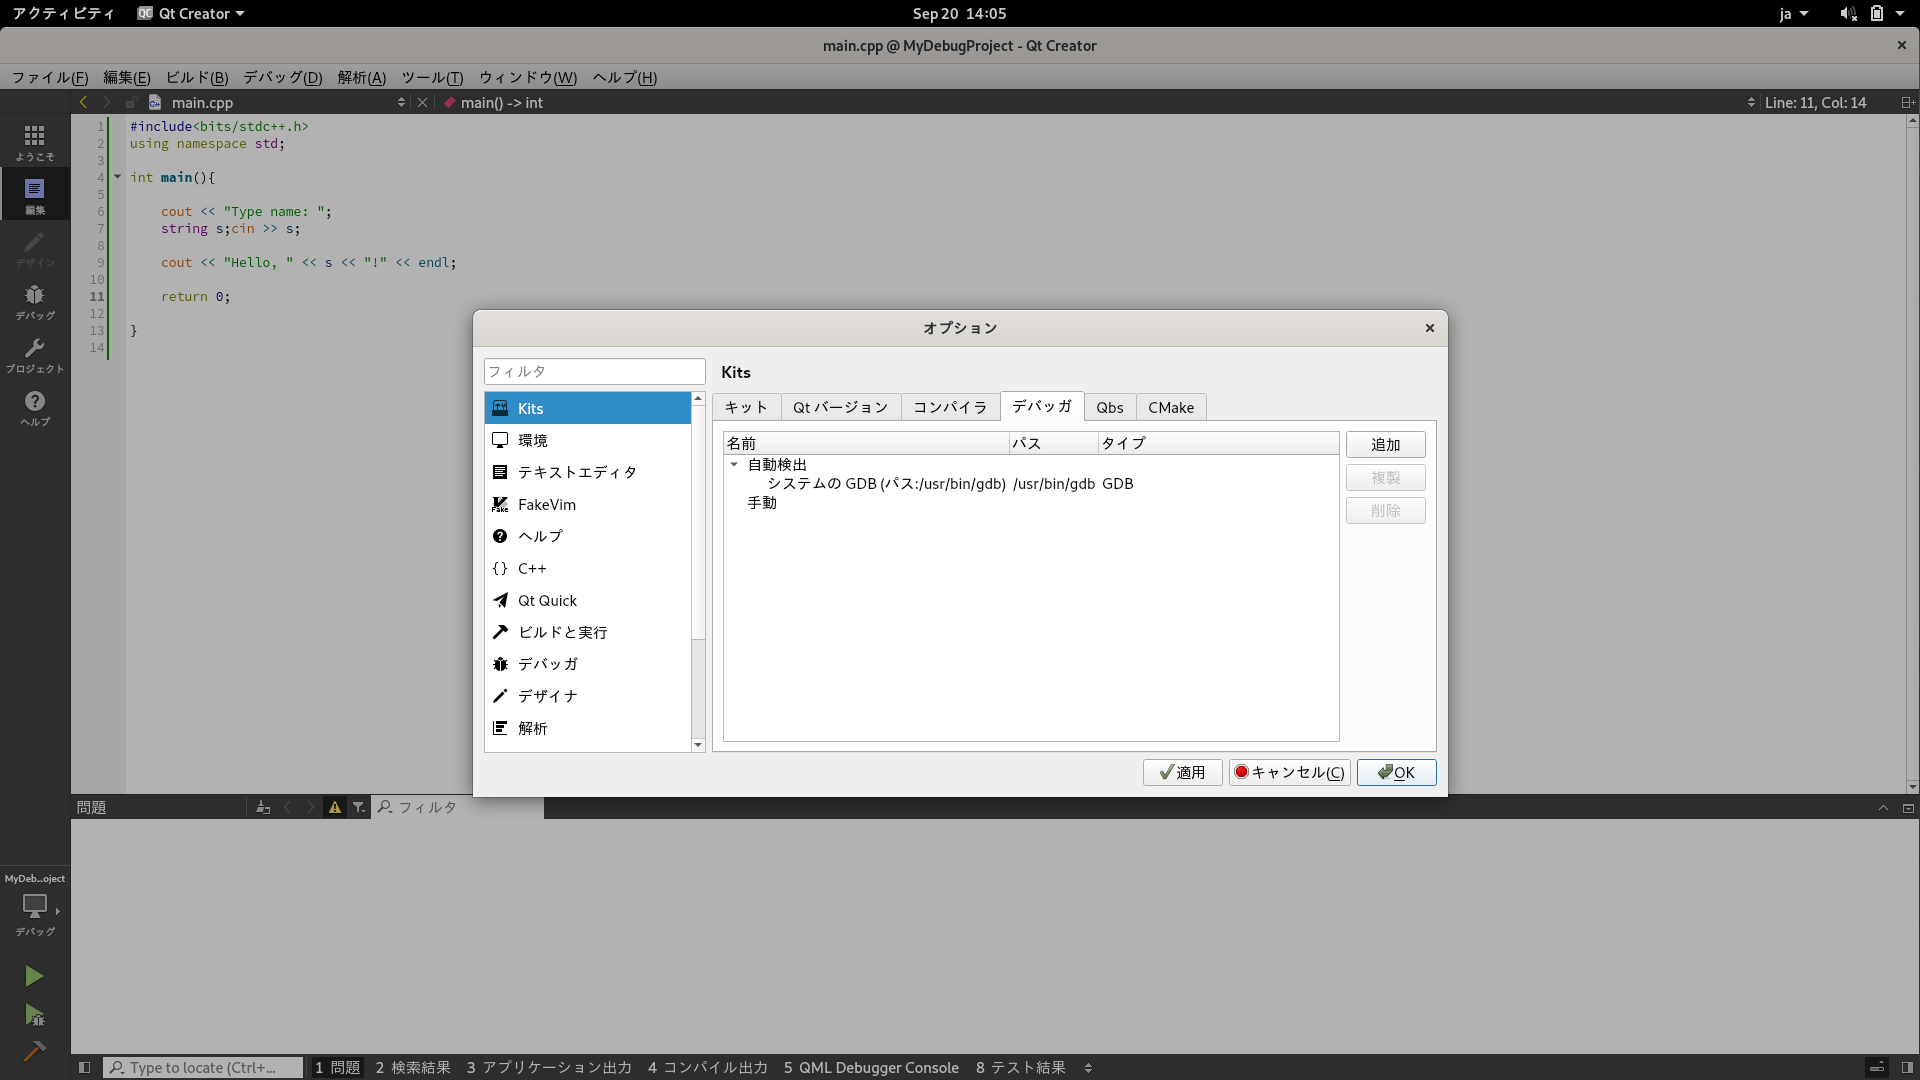 アクティビティ Qt Creator Sep 20 14:05 ja
main.cpp @ MyDebugProject - Qt Creator
ファイル(F) 編集(E) ビルド(B) デバッグ(D) 解析(A) ツール(T) ウィンドウ(W) ヘルプ(H)
main.cpp main() -> int Line: 11, Col: 14
ようこそ
編集
デザイン
デバッグ
プロジェクト
ヘルプ
1 #include<bits/stdc++.h>
2 using namespace std;
3
4 int main(){
5
6 cout << "Type name: ";
7 string s;cin >> s;
8
9 cout << "Hello, " << s << "!" << endl;
10
11 return 0;
12
13 }
14
オプション
フィルタ
Kits
環境
テキストエディタ
FakeVim
ヘルプ
C++
Qt Quick
ビルドと実行
デバッガ
デザイナ
解析
Kits
キット Qt バージョン コンパイラ デバッガ Qbs CMake
名前 パス タイプ
自動検出
システムの GDB (パス:/usr/bin/gdb) /usr/bin/gdb GDB
手動
追加
複製
削除
適用 キャンセル(C) OK
問題 フィルタ
MyDeb...oject
デバッグ
Type to locate (Ctrl+... 1 問題 2 検索結果 3 アプリケーション出力 4 コンパイル出力 5 QML Debugger Console 8 テスト結果